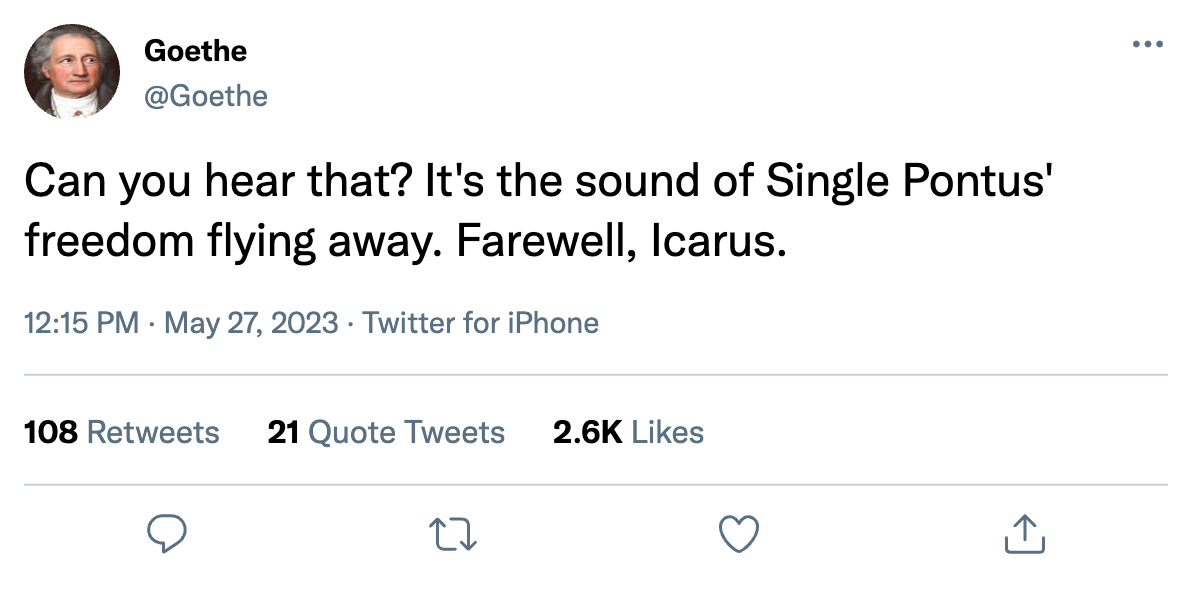 Goethe
@Goethe
Can you hear that? It's the sound of Single Pontus'
freedom flying away. Farewell, Icarus.
12:15 PM · May 27, 2023 · Twitter for iPhone
108 Retweets 21 Quote Tweets 2.6K Likes